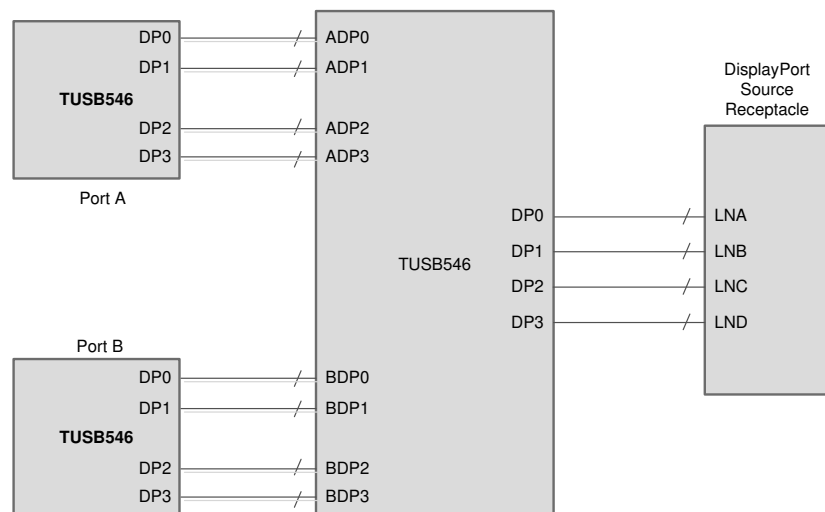 DP0
DP1
TUSB546
DP2
DP3
Port A
ADP0
ADP1
ADP2
ADP3
TUSB546
DP0
DP1
DP2
DP3
DisplayPort
Source
Receptacle
LNA
LNB
LNC
LND
Port B
DP0
DP1
TUSB546
DP2
DP3
BDP0
BDP1
BDP2
BDP3